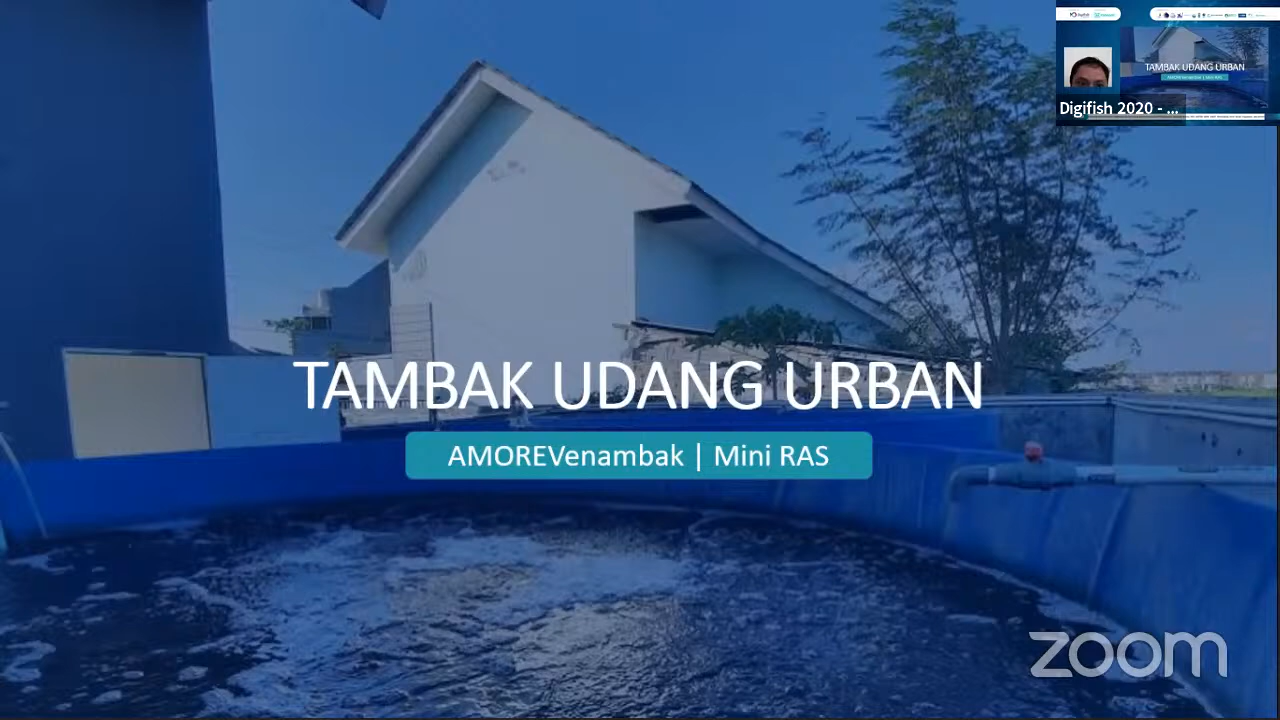 TAMBAK UDANG URBAN
Digifish 2020 - ...
TAMBAK UDANG URBAN
AMOREVenambak | Mini RAS
zoom